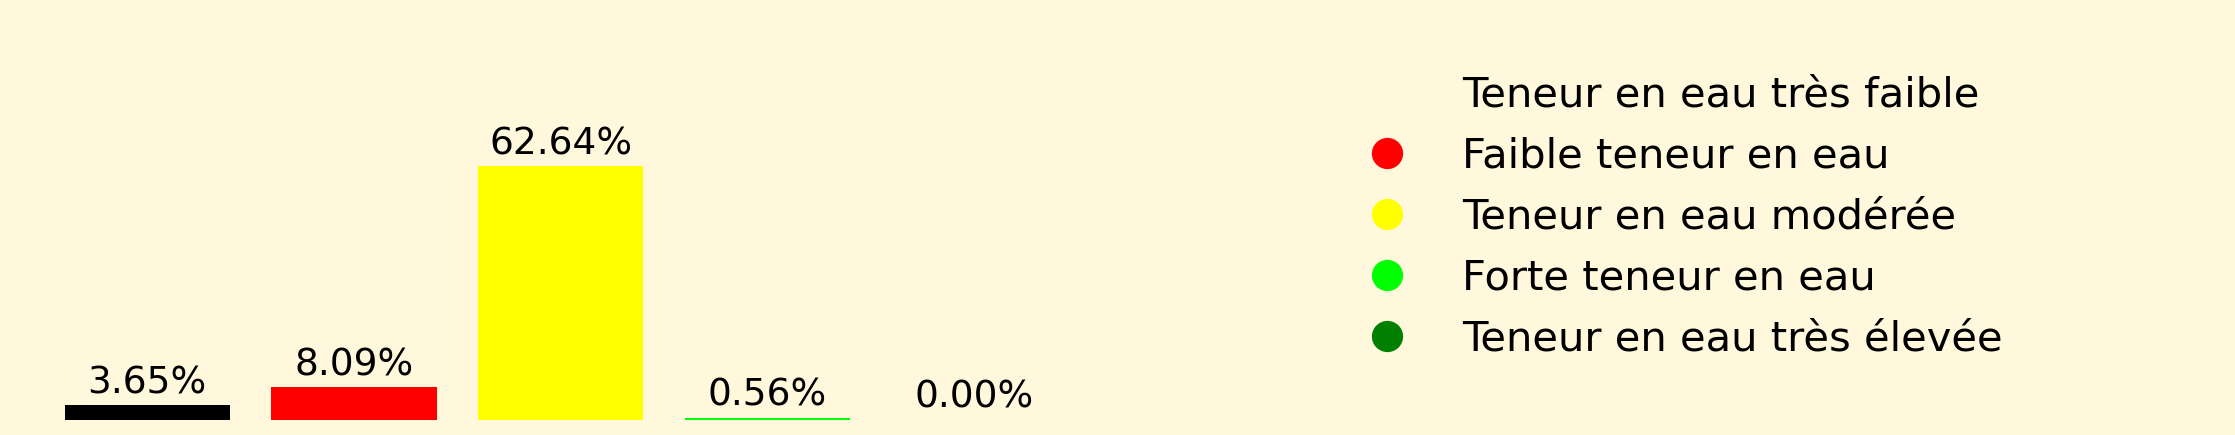 62.64%
3.65%
8.09%
0.56%
0.00%
Teneur en eau très faible
Faible teneur en eau
Teneur en eau modérée
Forte teneur en eau
Teneur en eau très élevée